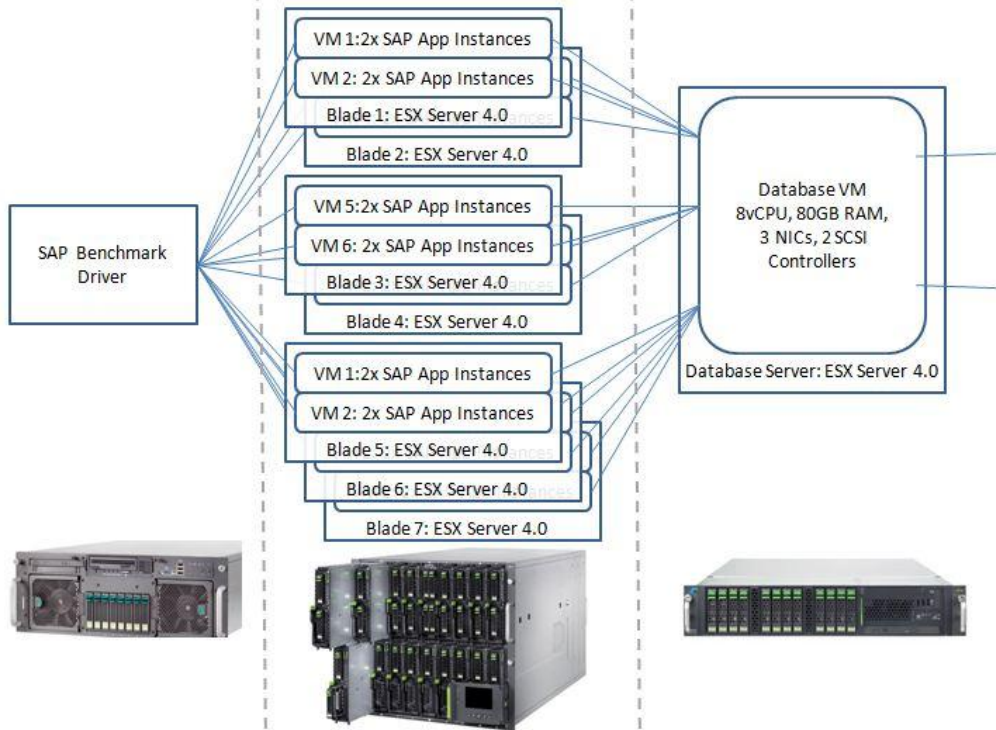 VM 1:2x SAP App Instances
VM 2: 2x SAP App Instances
Blade 1: ESX Server 4.0
Blade 2: ESX Server 4.0
VM 5:2x SAP App Instances
VM 6: 2x SAP App Instances
Blade 3: ESX Server 4.0
Blade 4: ESX Server 4.0
VM 1:2x SAP App Instances
VM 2: 2x SAP App Instances
Blade 5: ESX Server 4.0
Blade 6: ESX Server 4.0
Blade 7: ESX Server 4.0
SAP Benchmark
Driver
Database VM
8vCPU, 80GB RAM,
3 NICs, 2 SCSI
Controllers
Database Server: ESX Server 4.0